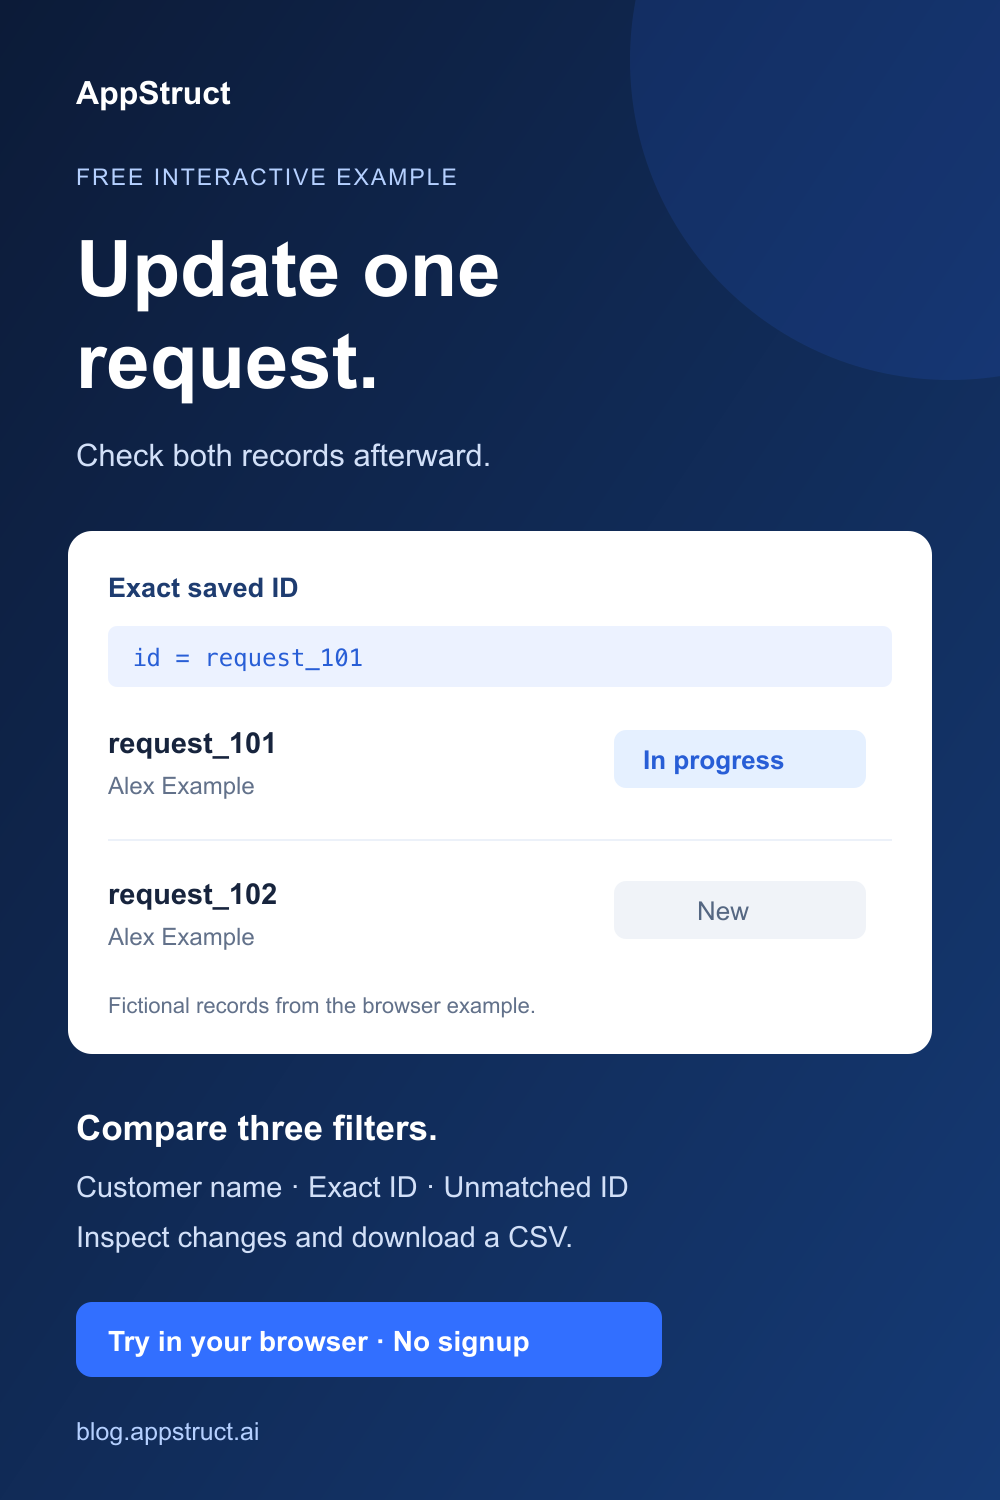 AppStruct
FREE INTERACTIVE EXAMPLE
Update one
request.
Check both records afterward.
Exact saved ID
id = request_101
request_101
In progress
Alex Example
request_102
New
Alex Example
Fictional records from the browser example.
Compare three filters.
Customer name · Exact ID · Unmatched ID
Inspect changes and download a CSV.
Try in your browser · No signup
blog.appstruct.ai